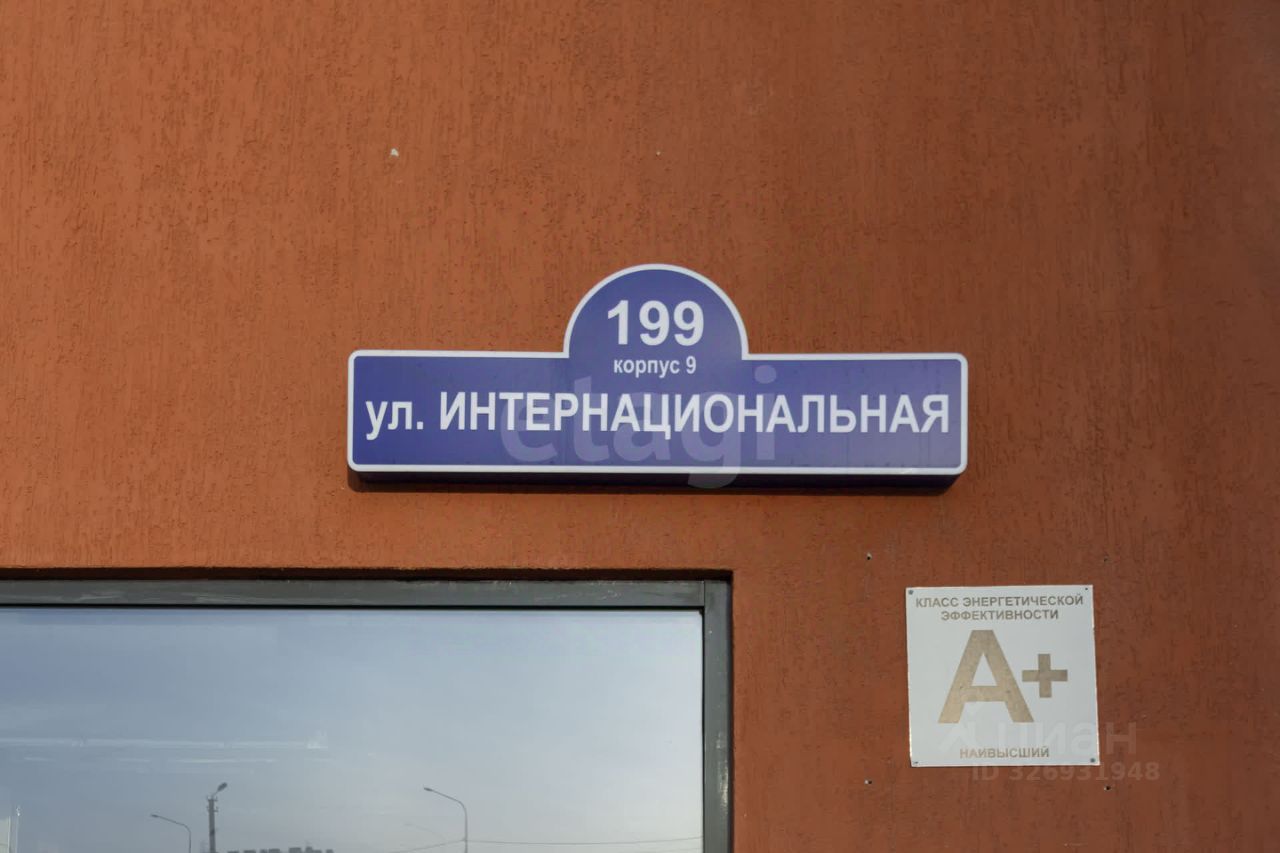 199
корпус 9
ул. ИНТЕРНАЦИОНАЛЬНАЯ
etagi
КЛАСС ЭНЕРГЕТИЧЕСКОЙ
ЭФФЕКТИВНОСТИ
A+
НАИВЫСШИЙ
циан
ID 326931948